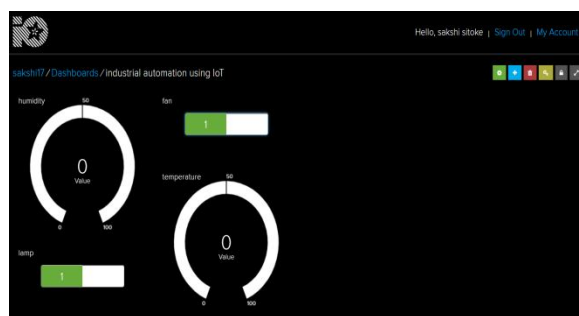 iO
Hello, sakshi sitoke | Sign Out | My Account
sakshi17 / Dashboards / industrial automation using IoT
humidity
50
0
Value
0 100
fan
1
temperature
50
0
Value
0 100
lamp
1